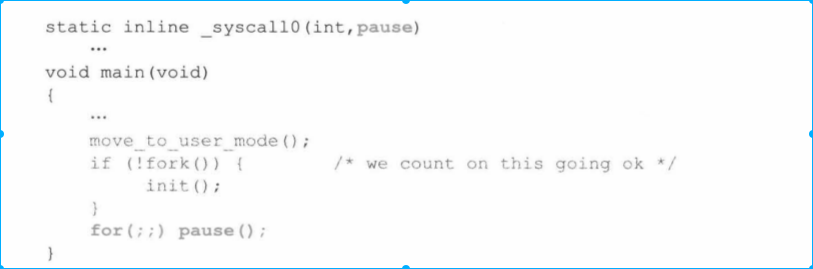 static inline _syscall0(int,pause)
…
void main(void)
{
…
move_to_user_mode();
if (!fork()) {          /* we count on this going ok */
init();
}
for(;;) pause();
}